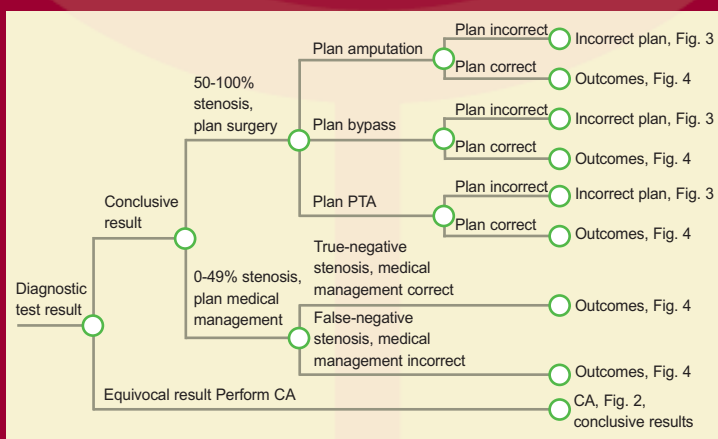 Diagnostic
test result
Conclusive
result
50-100%
stenosis,
plan surgery
Plan amputation
Plan incorrect
Incorrect plan, Fig. 3
Plan correct
Outcomes, Fig. 4
Plan bypass
Plan incorrect
Incorrect plan, Fig. 3
Plan correct
Outcomes, Fig. 4
Plan PTA
Plan incorrect
Incorrect plan, Fig. 3
Plan correct
Outcomes, Fig. 4
0-49% stenosis,
plan medical
management
True-negative
stenosis, medical
management correct
Outcomes, Fig. 4
False-negative
stenosis, medical
management incorrect
Outcomes, Fig. 4
Equivocal result Perform CA
CA, Fig. 2,
conclusive results